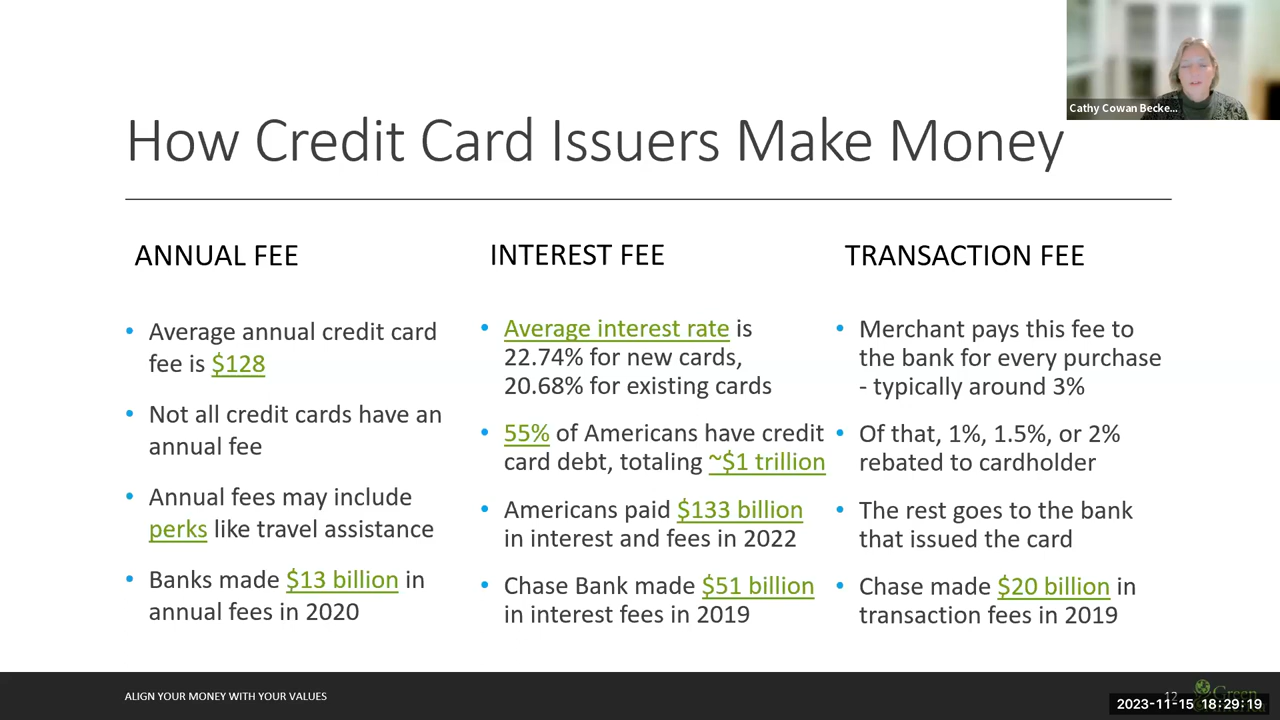 Cathy Cowan Becke...
How Credit Card Issuers Make Money
ANNUAL FEE
• Average annual credit card
fee is $128
• Not all credit cards have an
annual fee
• Annual fees may include
perks like travel assistance
• Banks made $13 billion in
annual fees in 2020
INTEREST FEE
• Average interest rate is
22.74% for new cards,
20.68% for existing cards
• 55% of Americans have credit
card debt, totaling ~$1 trillion
• Americans paid $133 billion
in interest and fees in 2022
• Chase Bank made $51 billion
in interest fees in 2019
TRANSACTION FEE
• Merchant pays this fee to
the bank for every purchase
- typically around 3%
• Of that, 1%, 1.5%, or 2%
rebated to cardholder
• The rest goes to the bank
that issued the card
• Chase made $20 billion in
transaction fees in 2019
ALIGN YOUR MONEY WITH YOUR VALUES
12
Green
2023-11-15 18:29:19